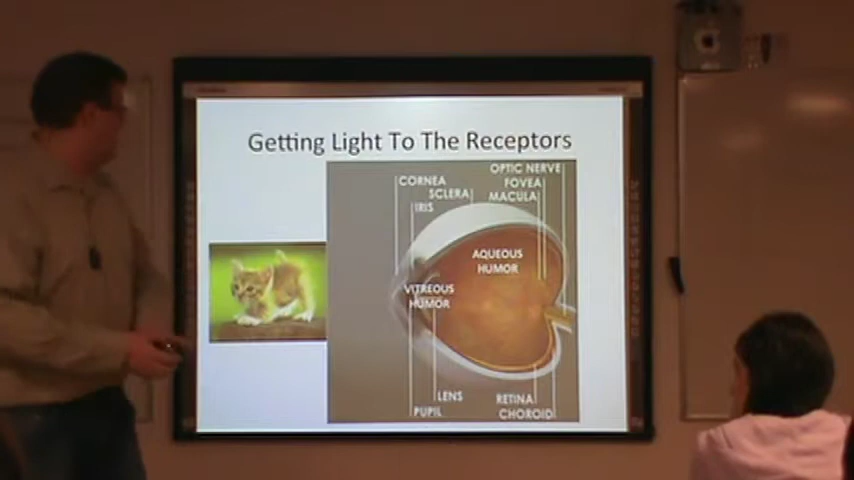 Getting Light To The Receptors
OPTIC NERVE
CORNEA
FOVEA
SCLERA
MACULA
IRIS
AQUEOUS
HUMOR
VITREOUS
HUMOR
LENS
RETINA
PUPIL
CHOROID